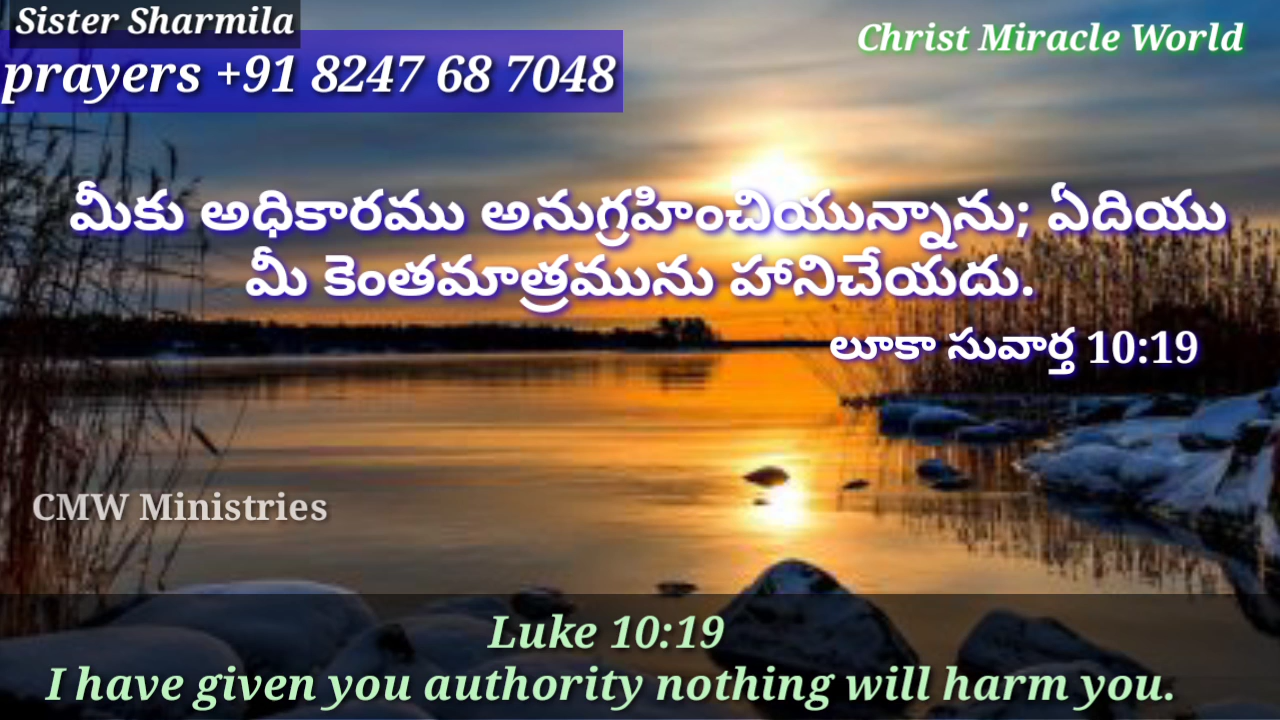 Sister Sharmila
Christ Miracle World
prayers +91 8247 68 7048
మీకు అధికారము అనుగ్రహించియున్నాను; ఏదియు
మీ కెంతమాత్రమును హానిచేయదు.
లూకా సువార్త 10:19
CMW Ministries
Luke 10:19
I have given you authority nothing will harm you.